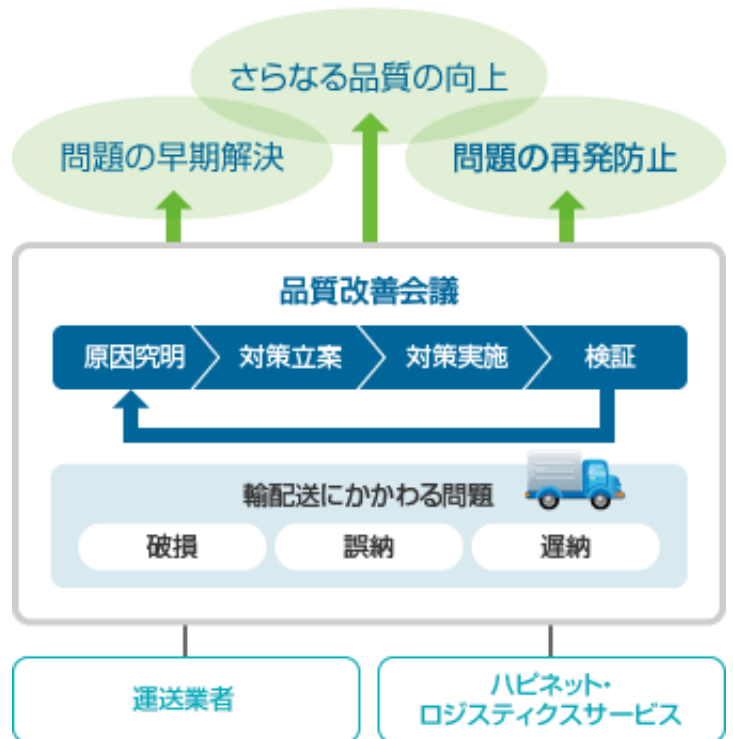 さらなる品質の向上
問題の早期解決
問題の再発防止
品質改善会議
原因究明
対策立案
対策実施
検証
輸配送にかかわる問題
破損
誤納
遅納
運送業者
ハピネット・
ロジスティクスサービス